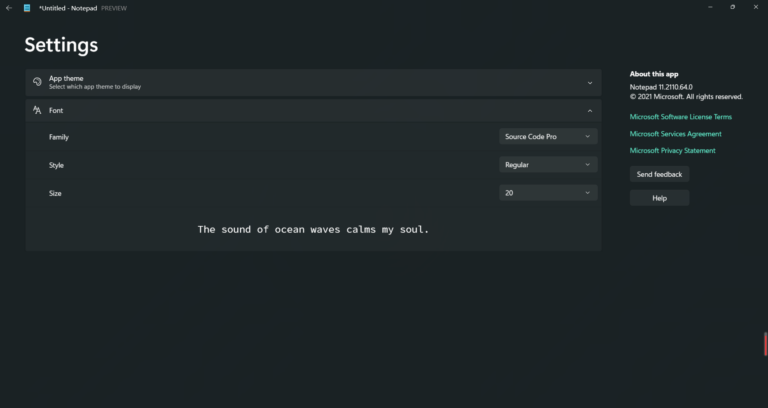 *Untitled - Notepad PREVIEW
Settings
App theme
Select which app theme to display
Font
Family
Source Code Pro
Style
Regular
Size
20
The sound of ocean waves calms my soul.
About this app
Notepad 11.2110.64.0
© 2021 Microsoft. All rights reserved.
Microsoft Software License Terms
Microsoft Services Agreement
Microsoft Privacy Statement
Send feedback
Help